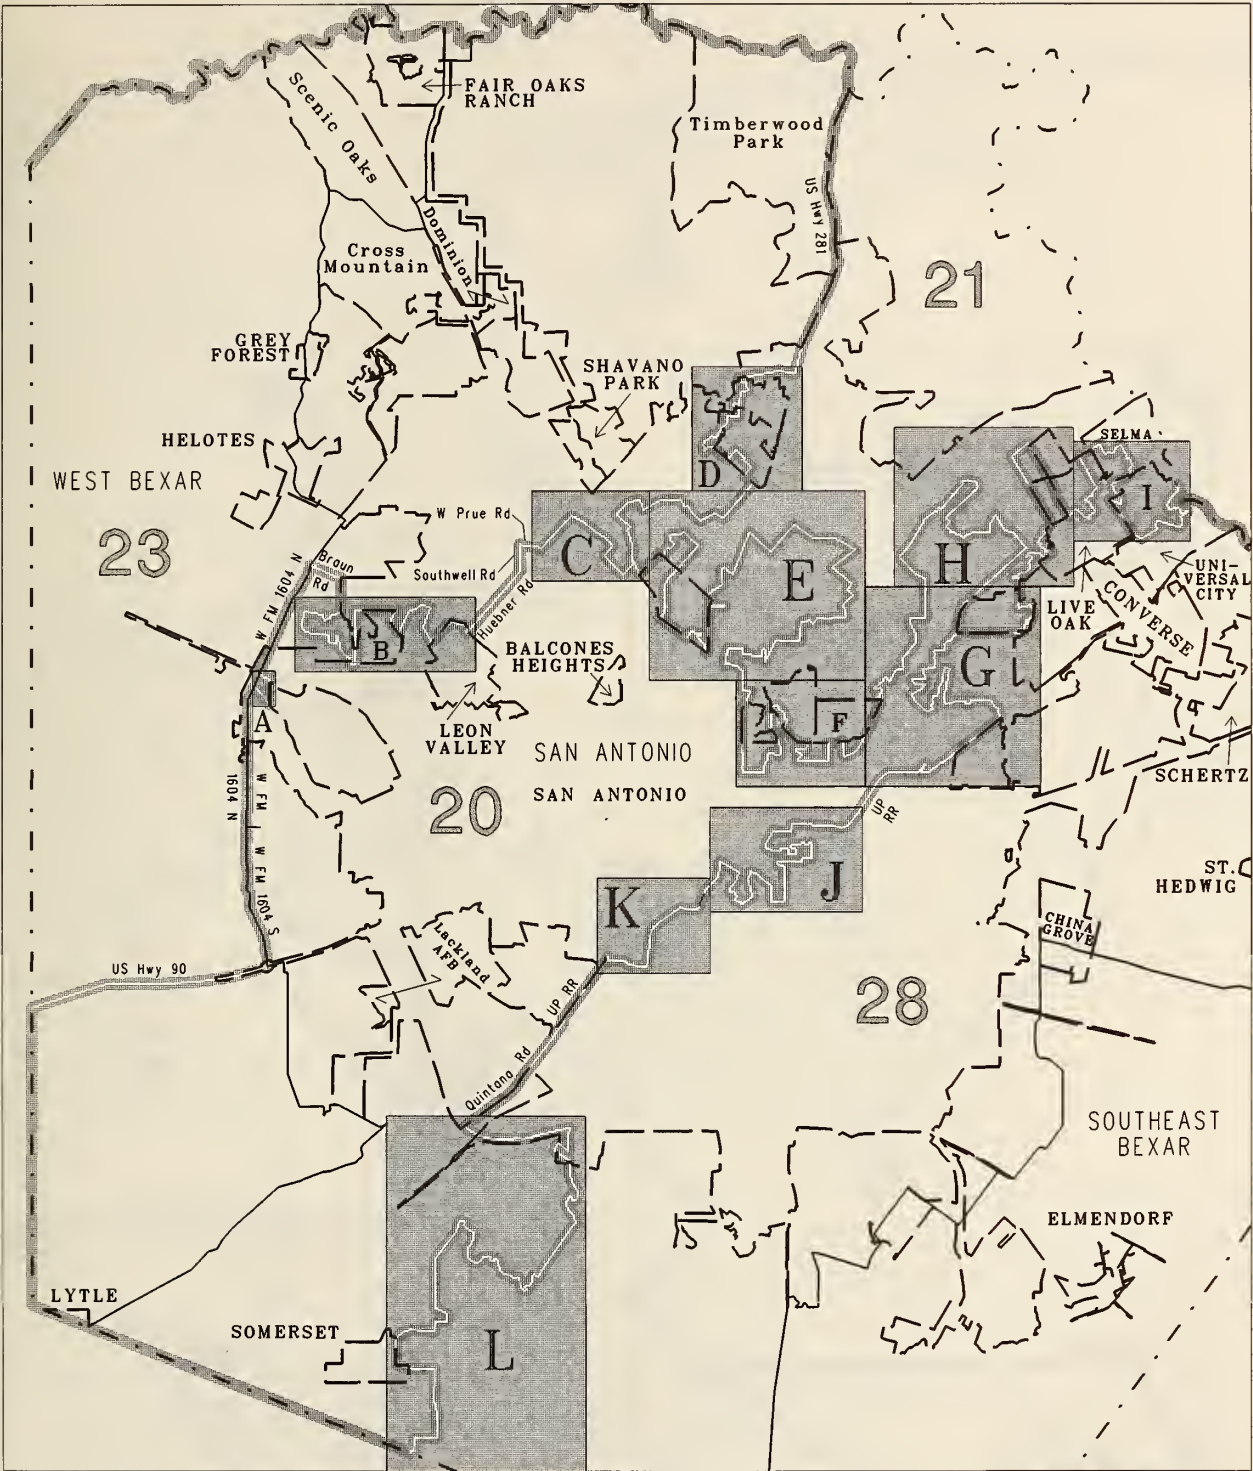 FAIR OAKS
RANCH
Scenic Oaks
Timberwood
Park
US Hwy 281
Dominion
Cross
Mountain
21
GREY
FOREST
SHAVANO
PARK
HELOTES
SELMA
WEST BEXAR
D
I
W Prue Rd
23
C
H
E
Braun
Rd
Southwell Rd
UNI-
VERSAL
CITY
W FM 1604 N
Huebner Rd
LIVE
OAK
CONVERSE
B
BALCONES
HEIGHTS
G
A
LEON
VALLEY
F
SAN ANTONIO
SCHERTZ
1604 N
W FM
SAN ANTONIO
20
UP
RR
W FM 1604 S
J
ST.
HEDWIG
K
CHINA
GROVE
Lackland
AFB
US Hwy 90
UP RR
28
Quintana Rd
SOUTHEAST
BEXAR
ELMENDORF
LYTLE
SOMERSET
L